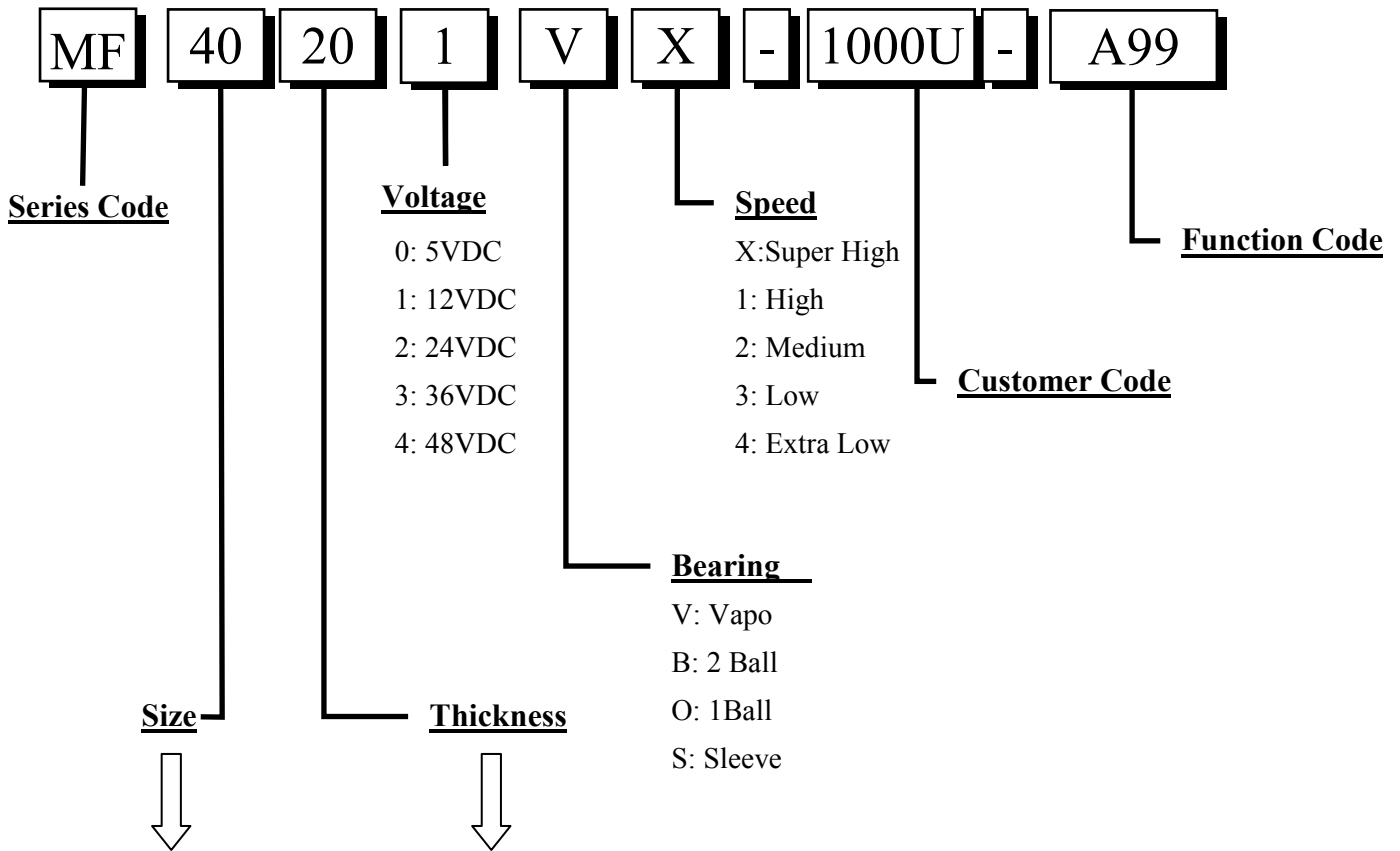 MF 40 20 1 V X - 1000U - A99
Series Code
Voltage
0: 5VDC
1: 12VDC
2: 24VDC
3: 36VDC
4: 48VDC
Speed
X:Super High
1: High
2: Medium
3: Low
4: Extra Low
Function Code
Customer Code
Bearing
V: Vapo
B: 2 Ball
O: 1Ball
S: Sleeve
Size
Thickness